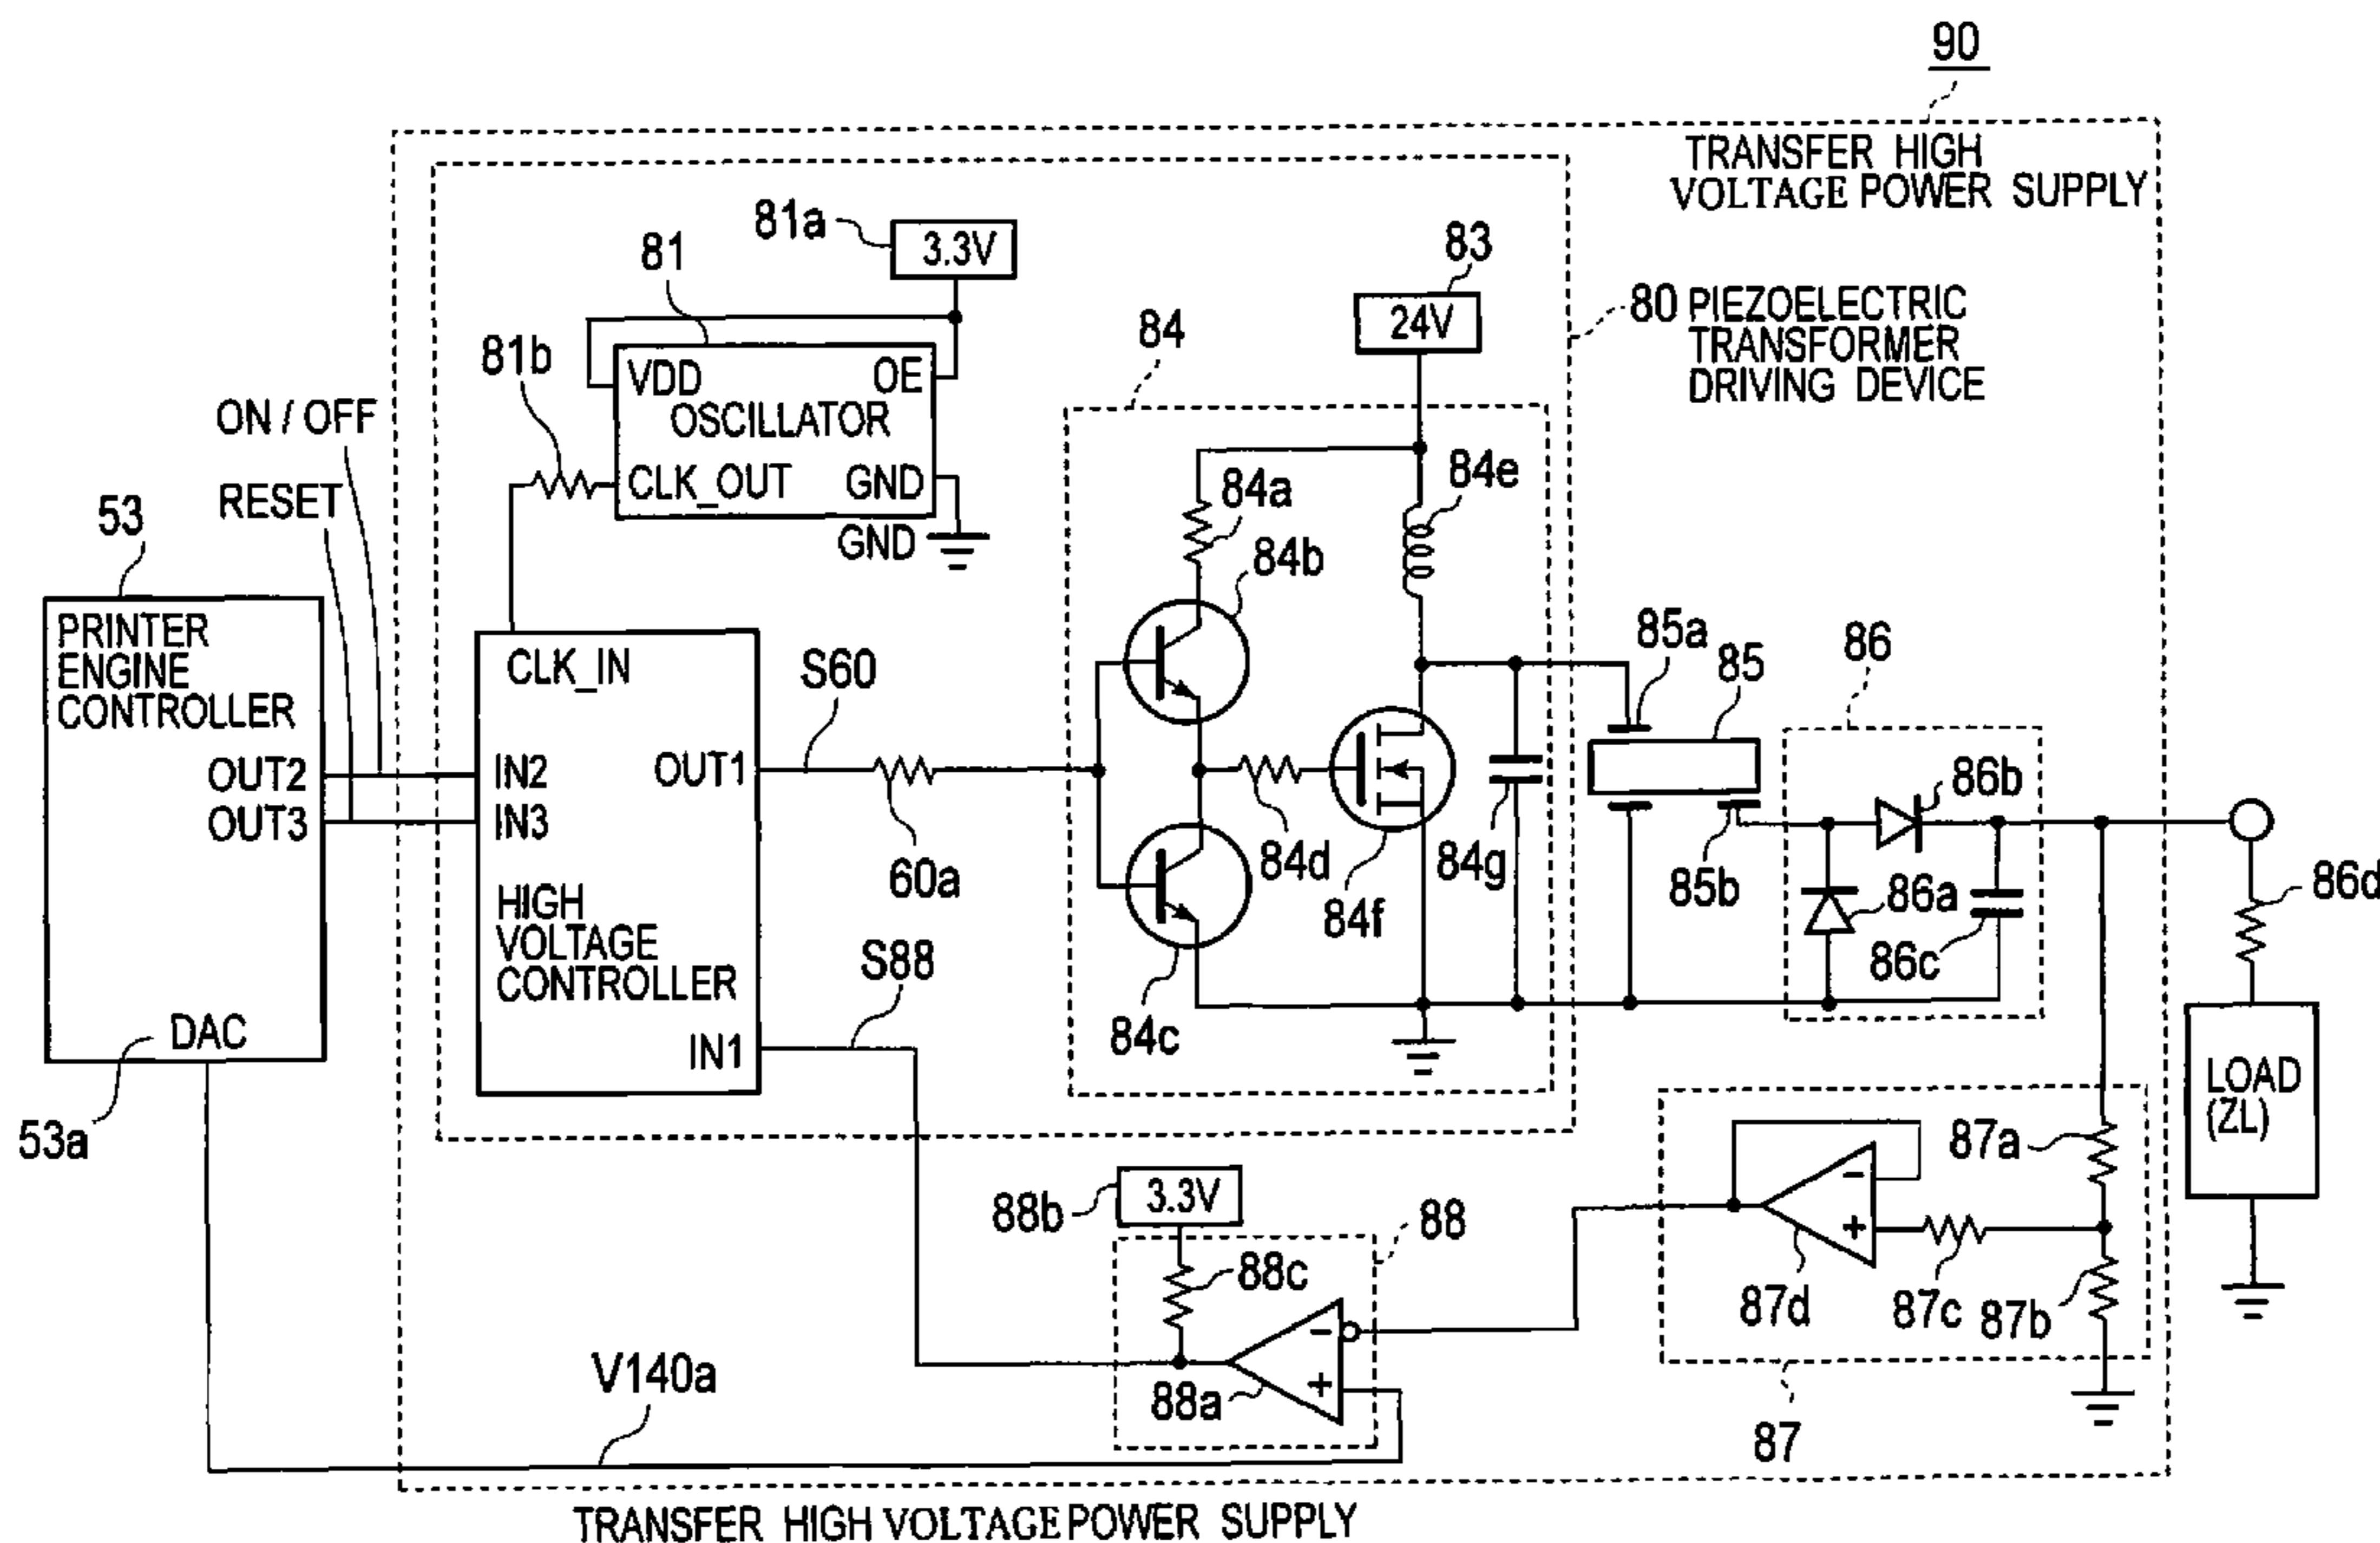 90
TRANSFER HIGH
VOLTAGE POWER SUPPLY
81a
3.3V
81
83
24V
80 PIEZOELECTRIC
TRANSFORMER
DRIVING DEVICE
84
81b
VDD
OE
OSCILLATOR
CLK_OUT
GND
GND
ON / OFF
RESET
84a
84e
84b
53
PRINTER
ENGINE
CONTROLLER
OUT2
OUT3
DAC
53a
CLK_IN
IN2
IN3
OUT1
HIGH
VOLTAGE
CONTROLLER
IN1
S60
60a
S88
84c
84d
84f
84g
85a
85
85b
86
86b
86a
86c
86d
LOAD
(ZL)
87a
87d
87c
87b
87
88b
3.3V
88
88c
88a
-
+
-
+
V140a
TRANSFER HIGH VOLTAGE POWER SUPPLY